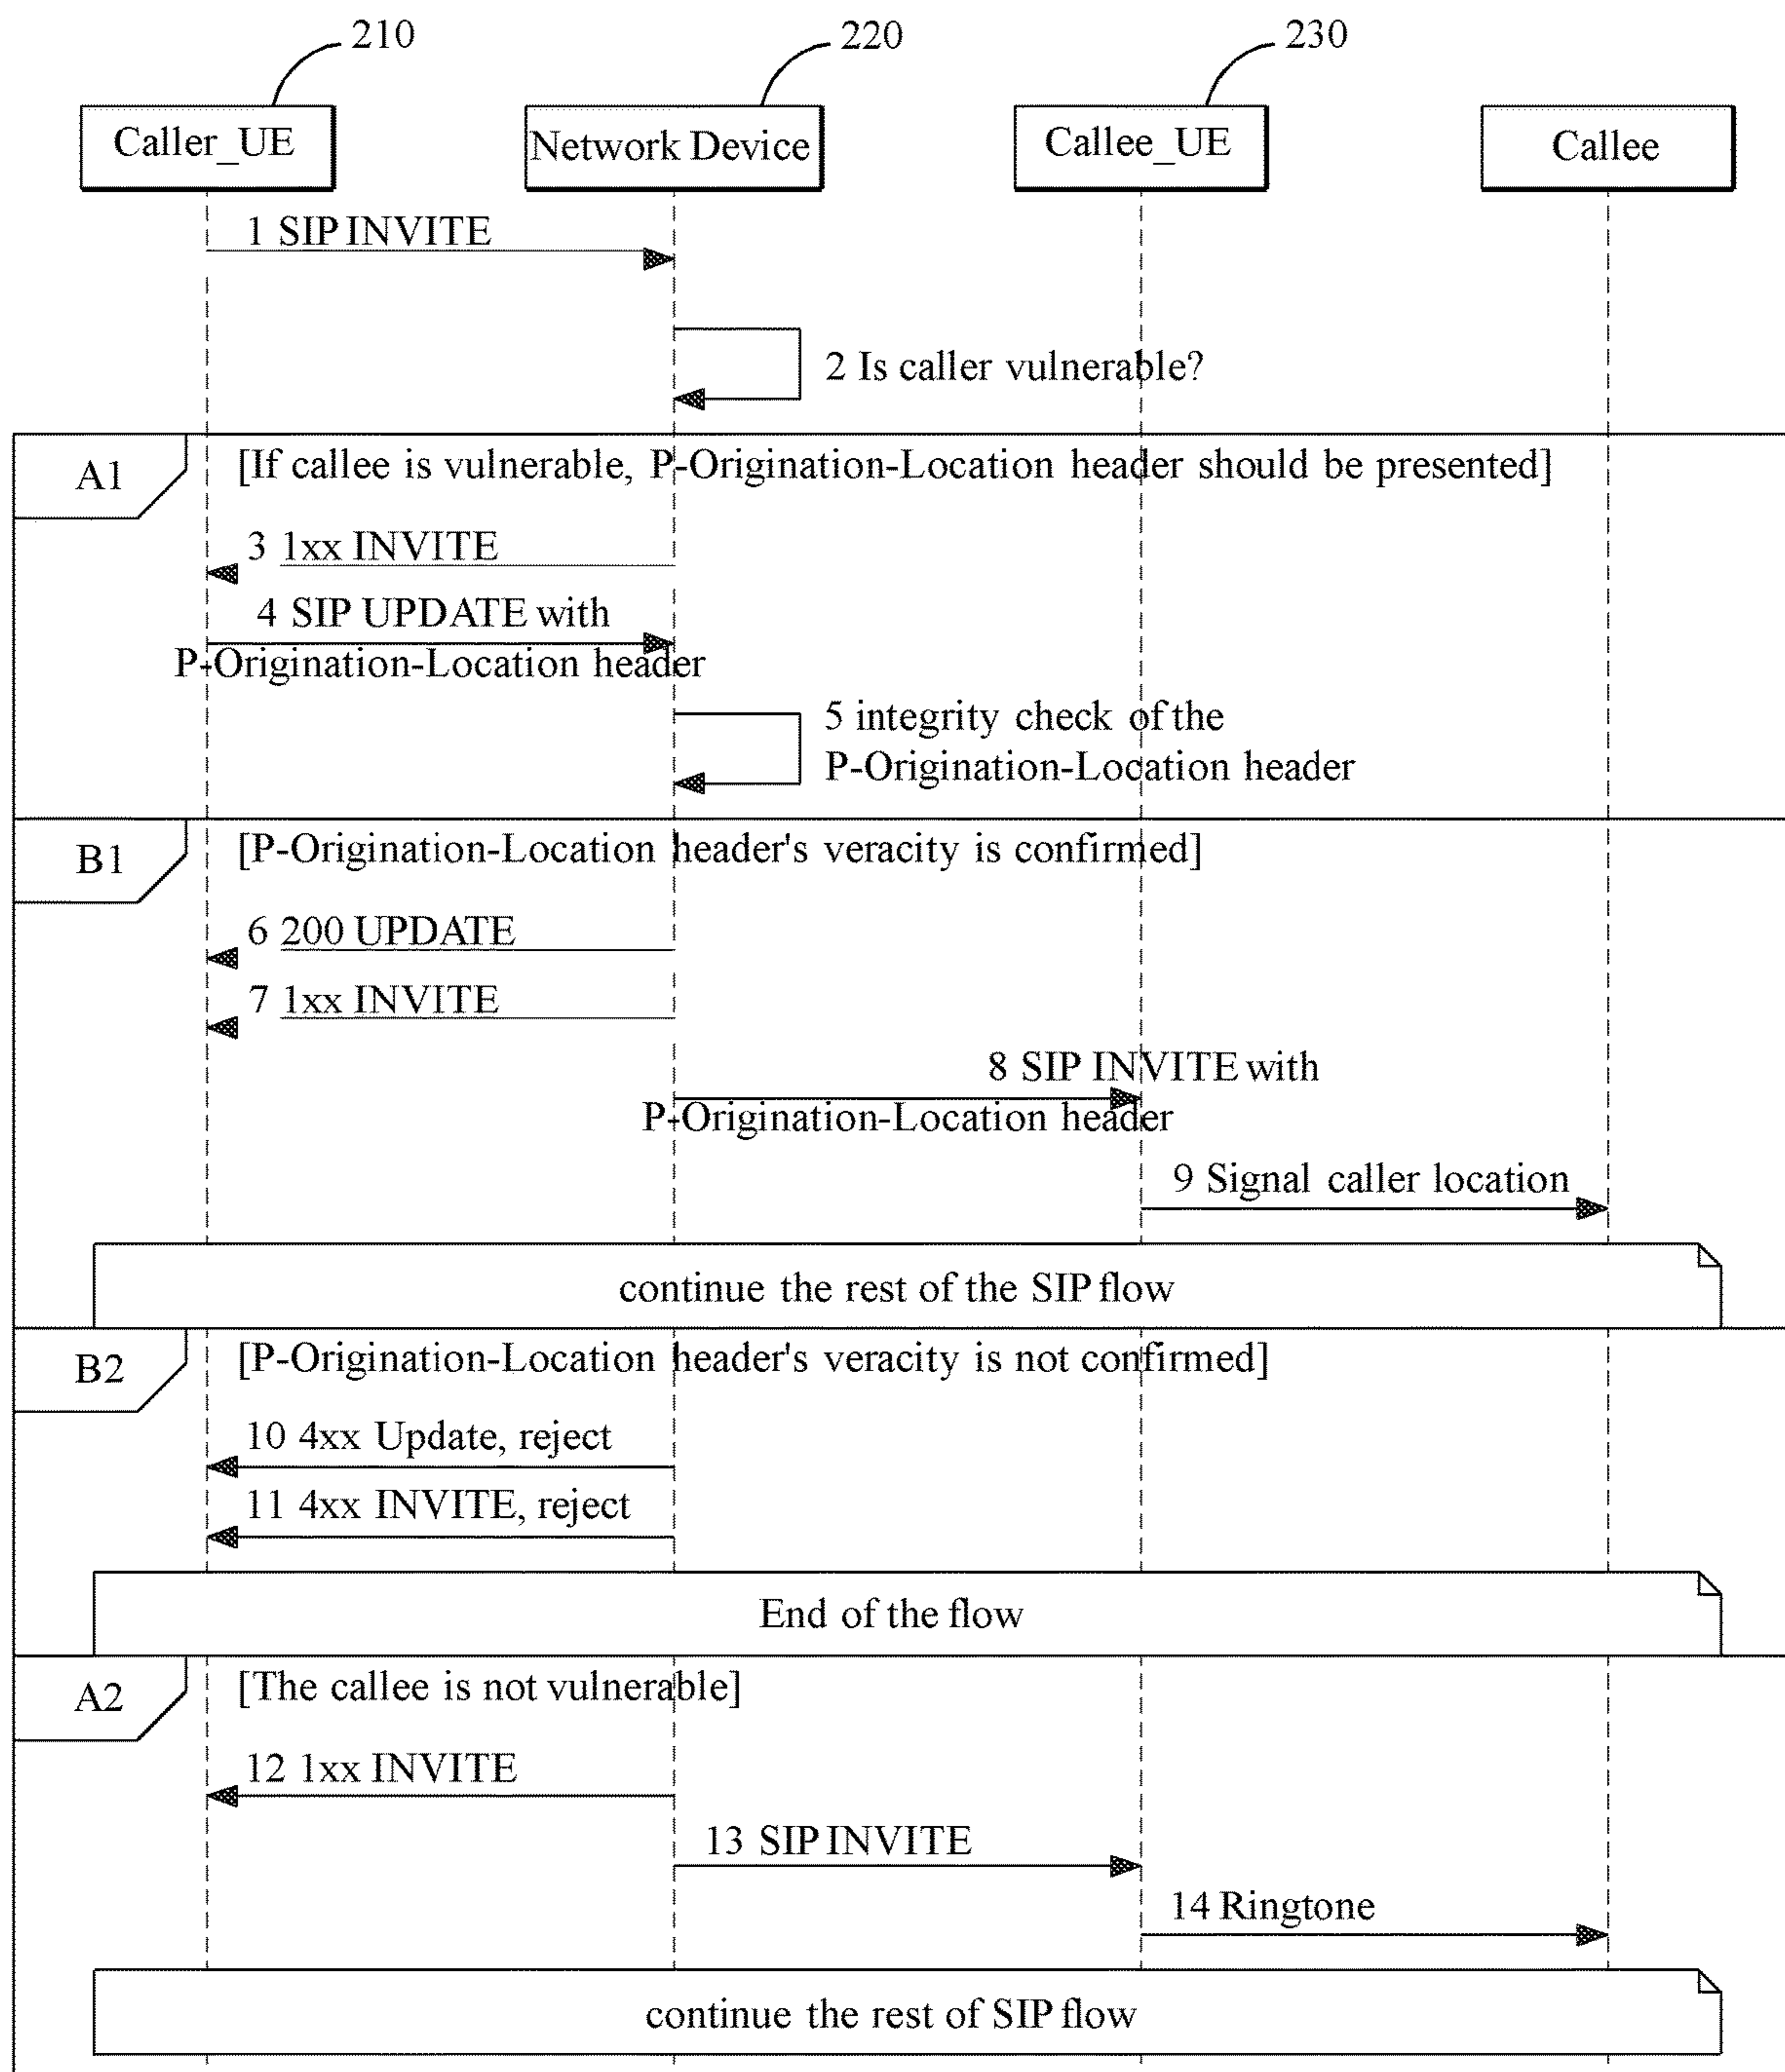 210
220
230
Caller_UE
Network Device
Callee_UE
Callee
1 SIP INVITE
2 Is caller vulnerable?
A1
[If callee is vulnerable, P-Origination-Location header should be presented]
3 1xx INVITE
4 SIP UPDATE with
P-Origination-Location header
5 integrity check of the
P-Origination-Location header
B1
[P-Origination-Location header's veracity is confirmed]
6 200 UPDATE
7 1xx INVITE
8 SIP INVITE with
P-Origination-Location header
9 Signal caller location
continue the rest of the SIP flow
B2
[P-Origination-Location header's veracity is not confirmed]
10 4xx Update, reject
11 4xx INVITE, reject
End of the flow
A2
[The callee is not vulnerable]
12 1xx INVITE
13 SIP INVITE
14 Ringtone
continue the rest of SIP flow